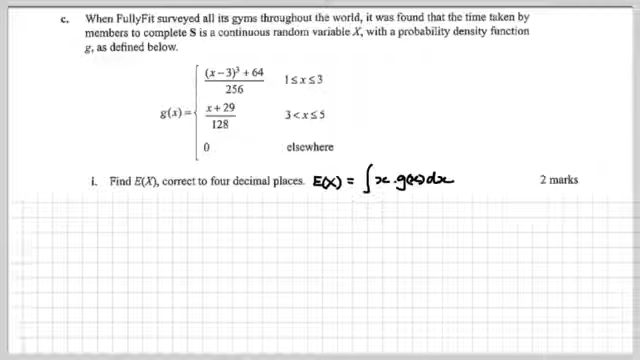 c. When FullyFit surveyed all its gyms throughout the world, it was found that the time taken by
members to complete S is a continuous random variable X, with a probability density function
g, as defined below.
g(x) = { (x − 3)³ + 64 / 256    1 ≤ x ≤ 3
x + 29 / 128    3 < x ≤ 5
0    elsewhere
i. Find E(X), correct to four decimal places. E(X) = ∫ x · g(x) dx    2 marks